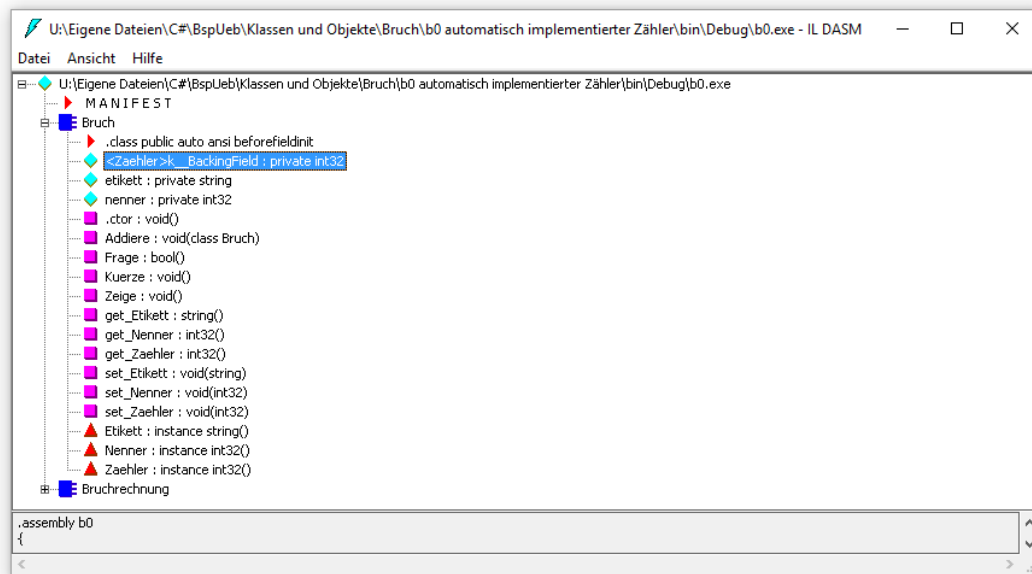 U:\Eigene Dateien\C#\BspUeb\Klassen und Objekte\Bruch\b0 automatisch implementierter Zähler\bin\Debug\b0.exe - IL DASM
Datei Ansicht Hilfe
U:\Eigene Dateien\C#\BspUeb\Klassen und Objekte\Bruch\b0 automatisch implementierter Zähler\bin\Debug\b0.exe
M A N I F E S T
Bruch
.class public auto ansi beforefieldinit
<Zaehler>k__BackingField : private int32
etikett : private string
nenner : private int32
.ctor : void()
Addiere : void(class Bruch)
Frage : bool()
Kuerze : void()
Zeige : void()
get_Etikett : string()
get_Nenner : int32()
get_Zaehler : int32()
set_Etikett : void(string)
set_Nenner : void(int32)
set_Zaehler : void(int32)
Etikett : instance string()
Nenner : instance int32()
Zaehler : instance int32()
Bruchrechnung
.assembly b0
{